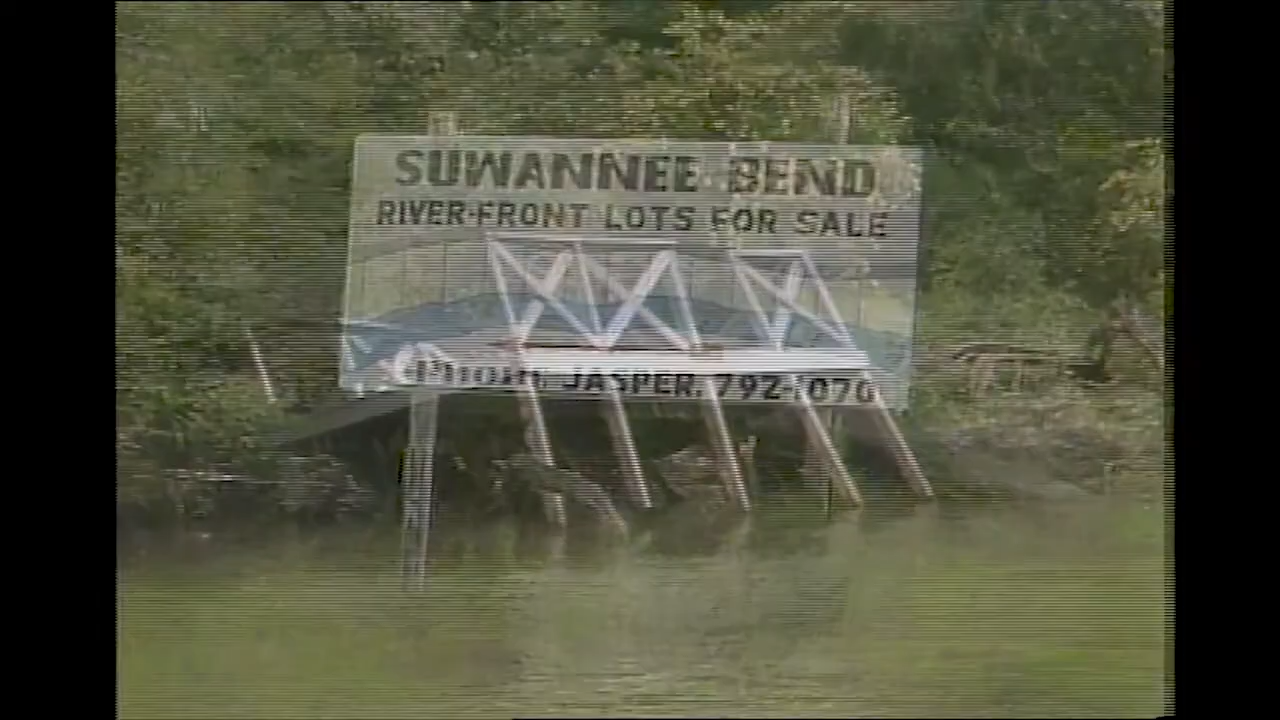 SUWANNEE BEND
RIVER-FRONT LOTS FOR SALE
JASPER, 792-1070